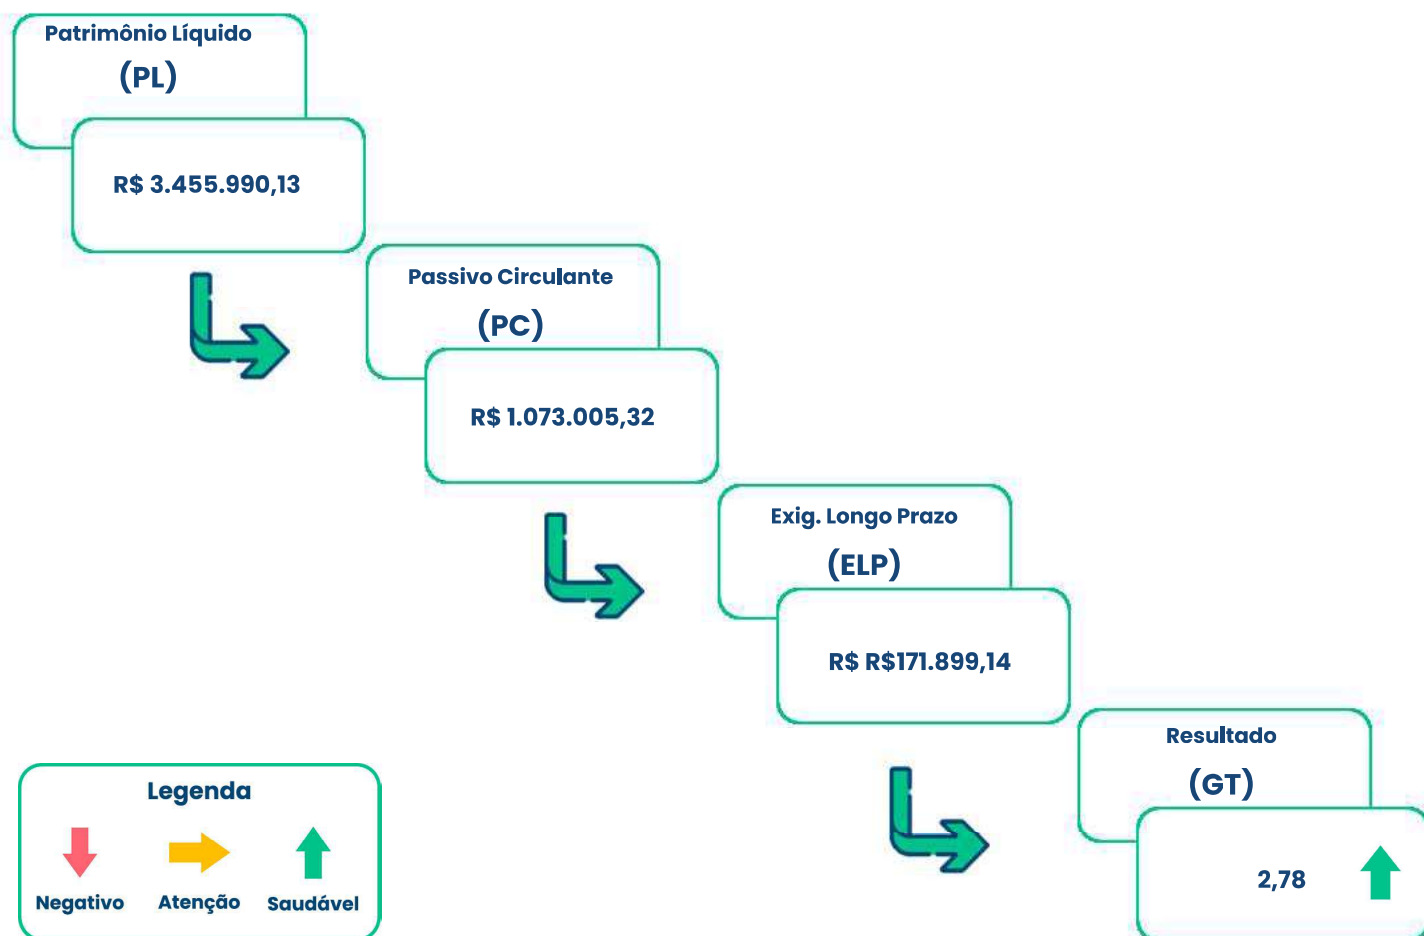 Patrimônio Líquido
(PL)
R$ 3.455.990,13
Passivo Circulante
(PC)
R$ 1.073.005,32
Exig. Longo Prazo
(ELP)
R$ R$171.899,14
Resultado
(GT)
2,78
Legenda
Negativo Atenção Saudável